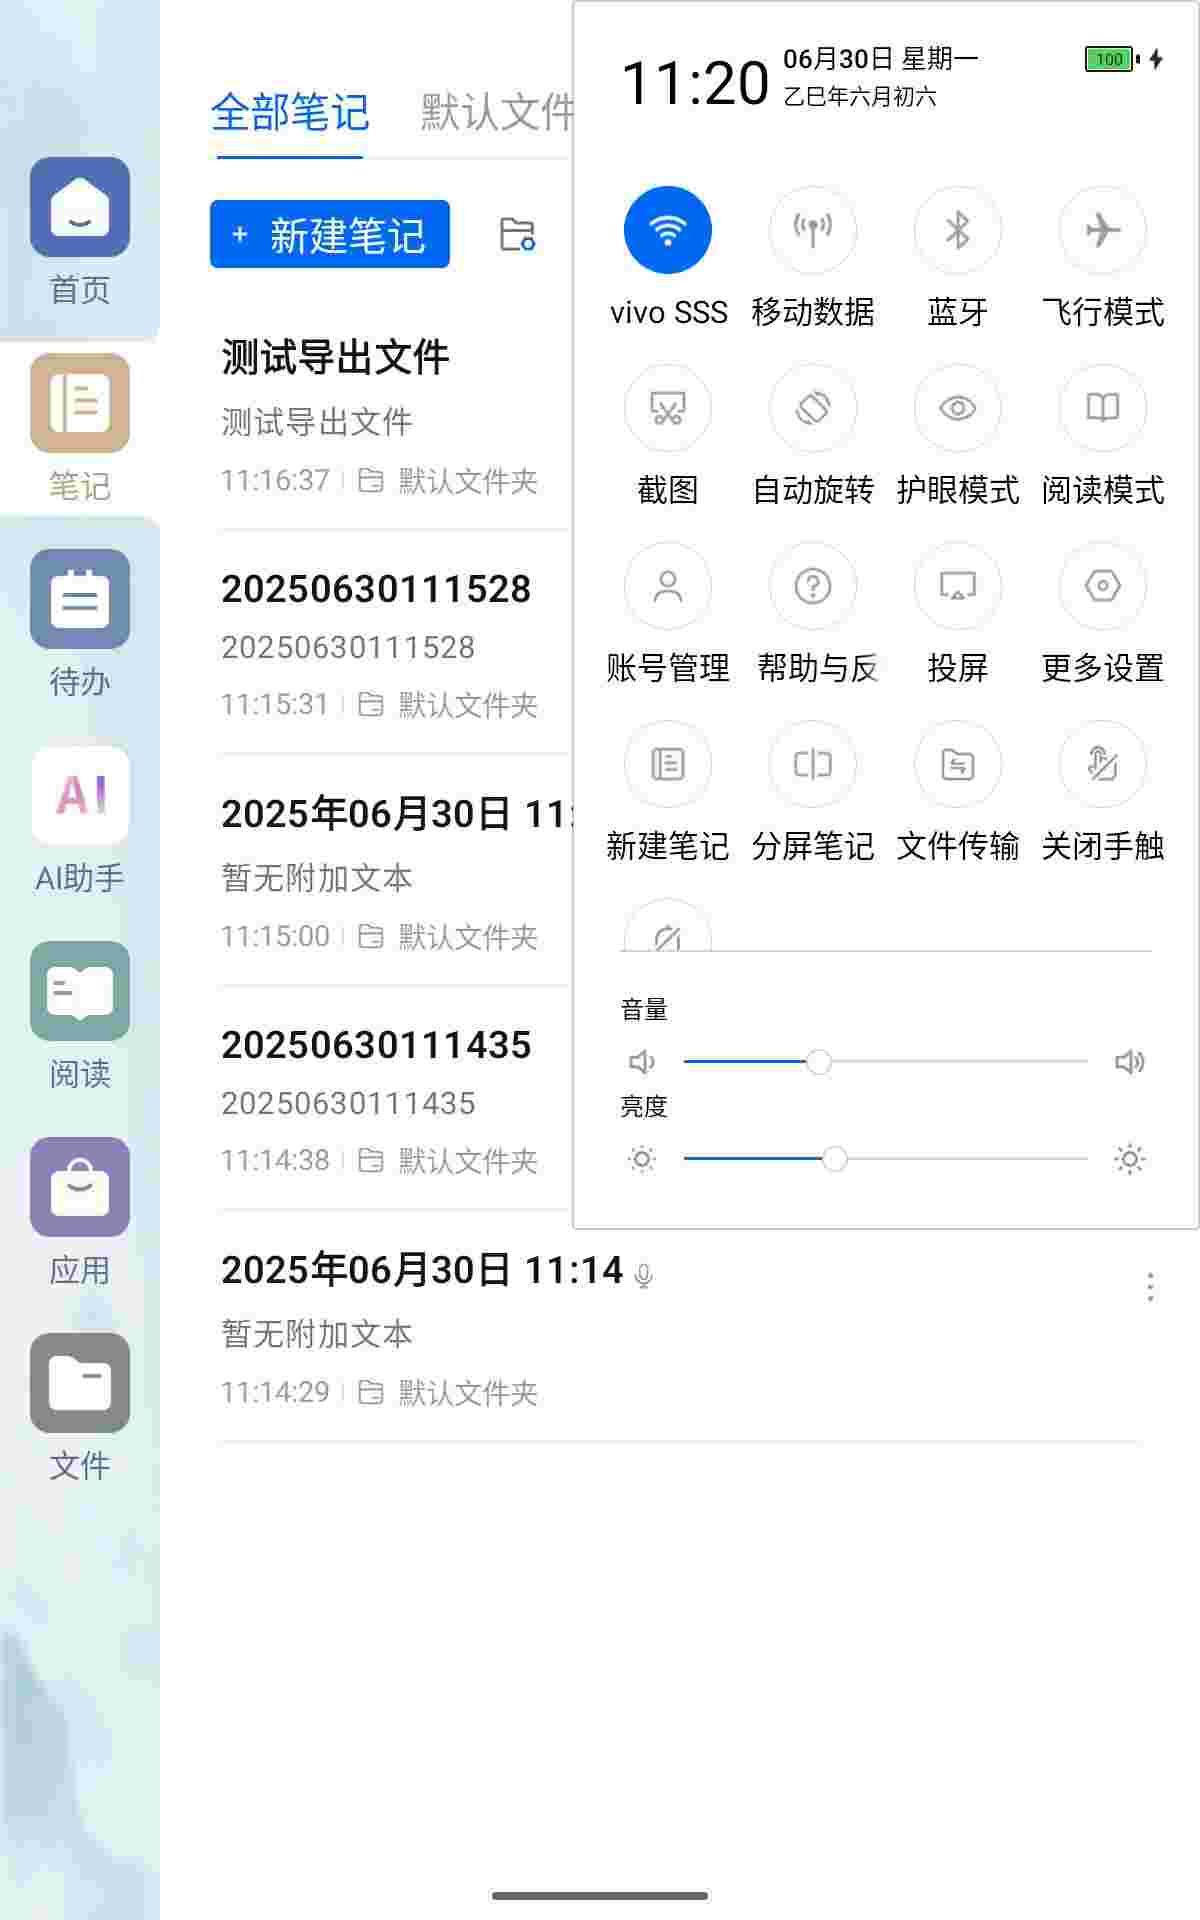 首页
笔记
待办
AI
AI助手
阅读
应用
文件
全部笔记
默认文件
+ 新建笔记
测试导出文件
测试导出文件
11:16:37 默认文件夹
20250630111528
20250630111528
11:15:31 默认文件夹
2025年06月30日 11:
暂无附加文本
11:15:00 默认文件夹
20250630111435
20250630111435
11:14:38 默认文件夹
2025年06月30日 11:14
暂无附加文本
11:14:29 默认文件夹
11:20
06月30日 星期一
乙巳年六月初六
100
vivo SSS 移动数据 蓝牙 飞行模式
截图 自动旋转 护眼模式 阅读模式
账号管理 帮助与反 投屏 更多设置
新建笔记 分屏笔记 文件传输 关闭手触
音量
亮度